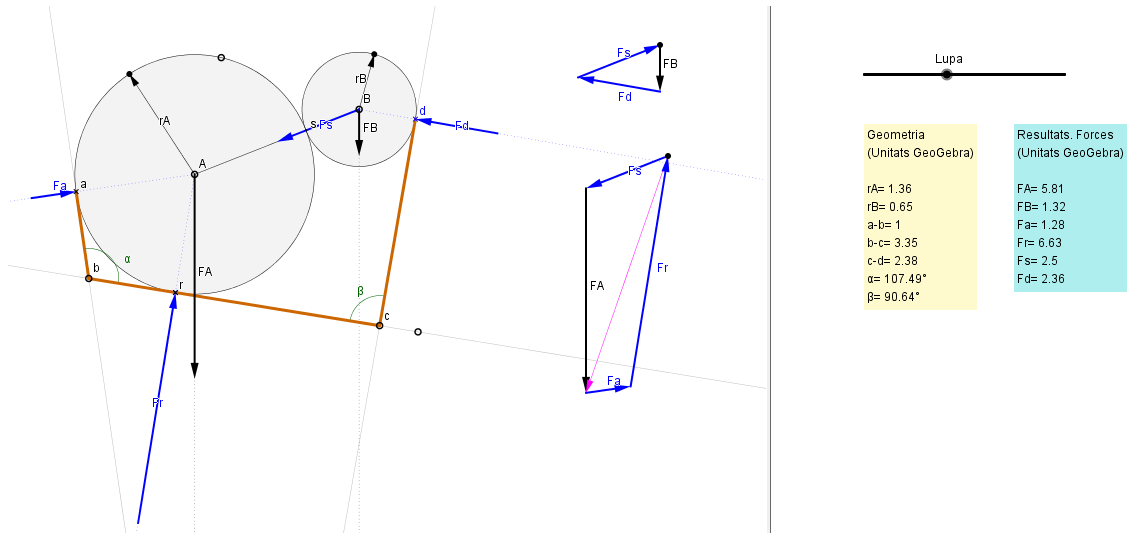 rA
A
a
Fa
b
α
r
FA
Fr
s
Fs
rB
B
FB
d
Fd
β
c
Fs
FB
Fd
Fs
FA
Fr
Fa
Lupa
Geometria
(Unitats GeoGebra)
rA= 1.36
rB= 0.65
a-b= 1
b-c= 3.35
c-d= 2.38
α= 107.49°
β= 90.64°
Resultats. Forces
(Unitats GeoGebra)
FA= 5.81
FB= 1.32
Fa= 1.28
Fr= 6.63
Fs= 2.5
Fd= 2.36